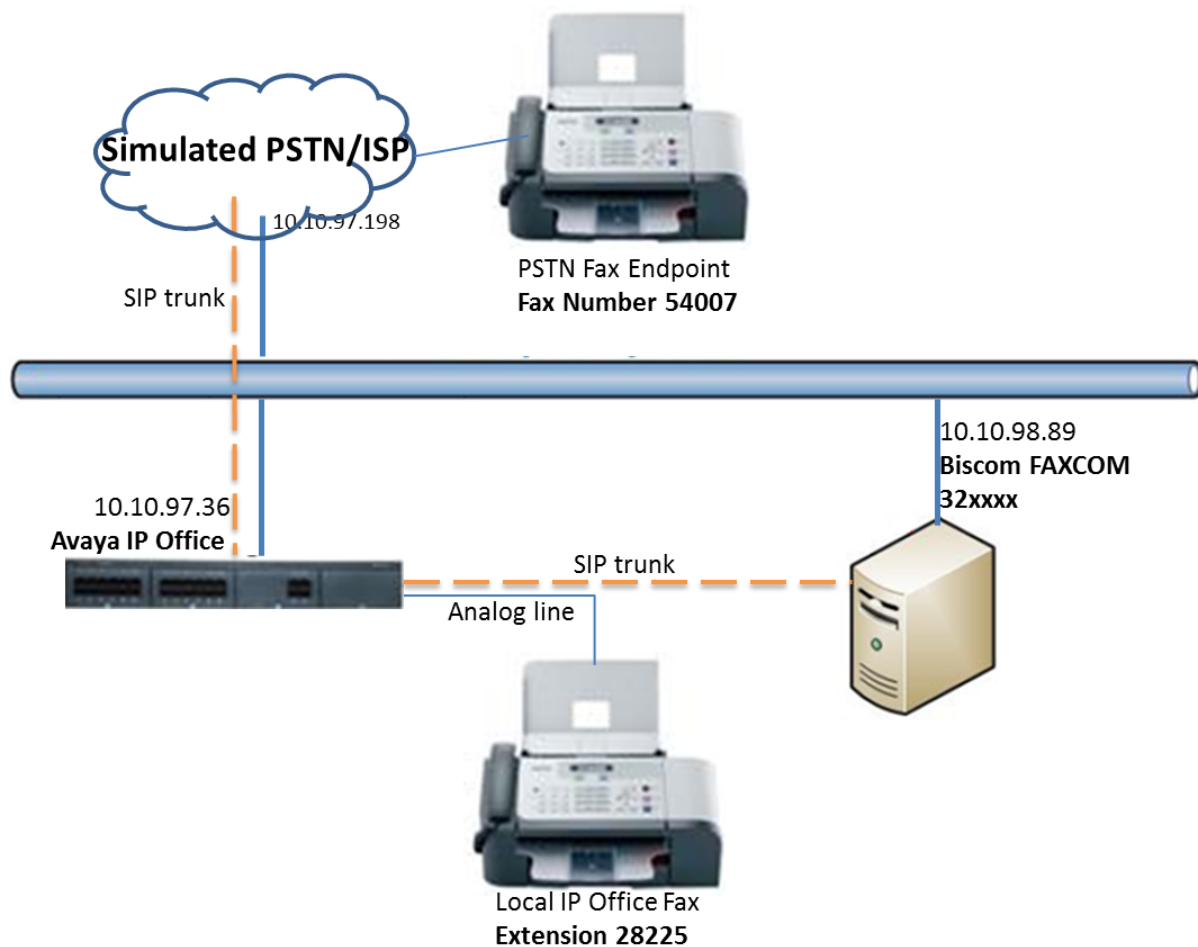 Simulated PSTN/ISP
10.10.97.198
PSTN Fax Endpoint
Fax Number 54007
SIP trunk
10.10.98.89
Biscom FAXCOM
32xxxx
10.10.97.36
Avaya IP Office
SIP trunk
Analog line
Local IP Office Fax
Extension 28225